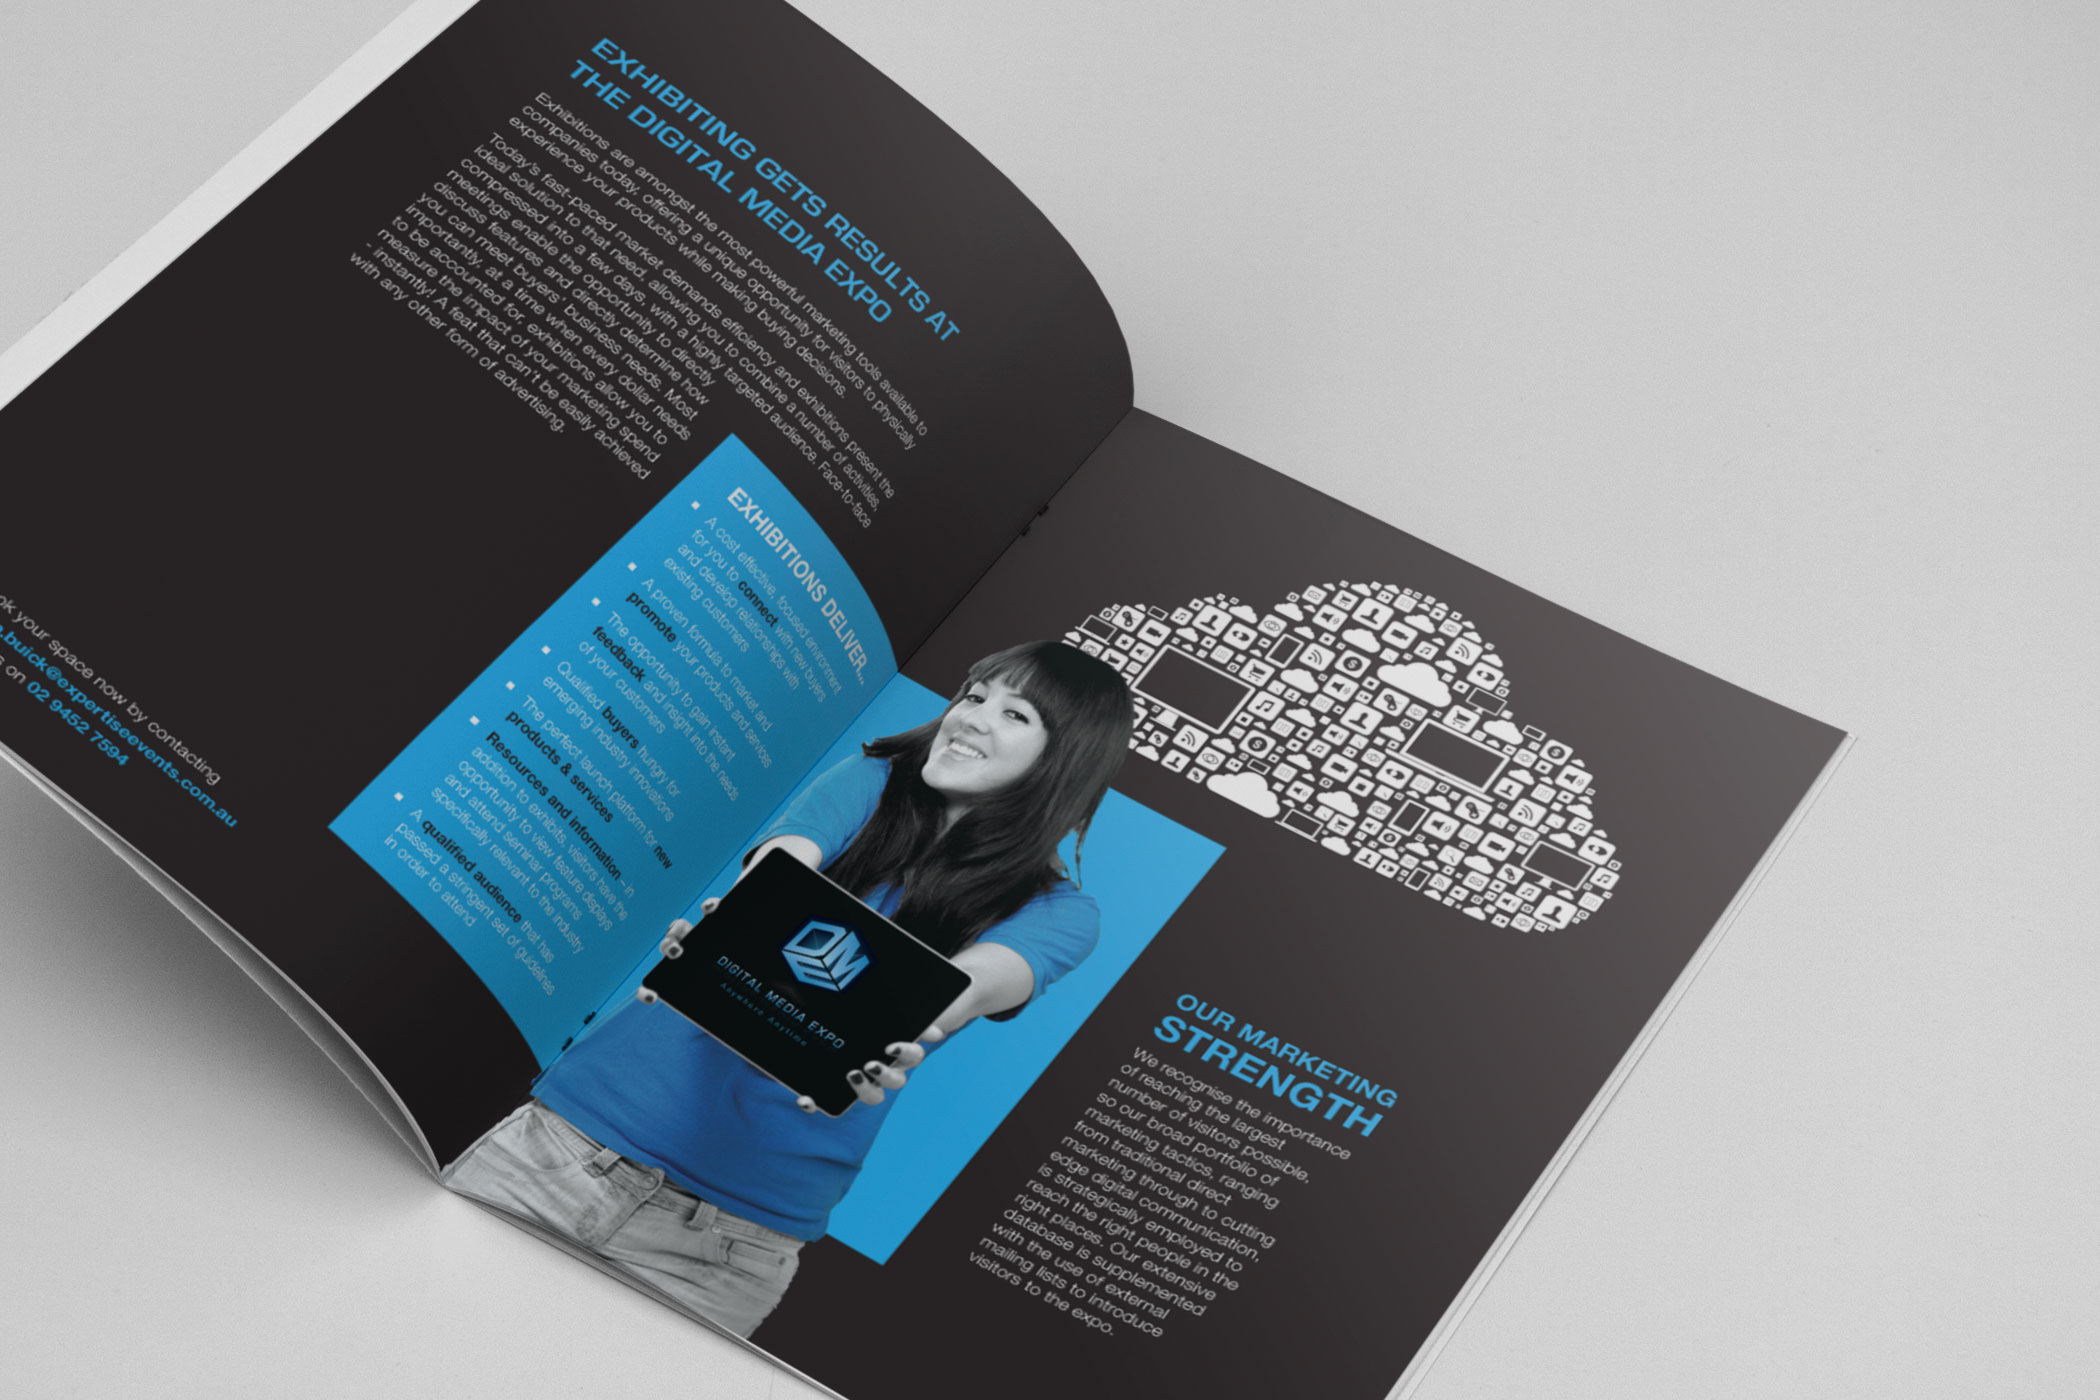 EXHIBITING GETS RESULTS AT
THE DIGITAL MEDIA EXPO
Exhibitions are amongst the most powerful marketing tools available to
companies today, offering a unique opportunity for visitors to physically
experience your products while making buying decisions.
Today's fast-paced market demands efficiency and exhibitions present the
ideal solution to that need, allowing you to combine a number of activities,
compressed into a few days, with a highly targeted audience. Face-to-face
meetings enable the opportunity to directly
discuss features and directly determine how
you can meet buyers' business needs. Most
importantly, at a time when every dollar needs
to be accounted for, exhibitions allow you to
measure the impact of your marketing spend
- instantly! A feat that can't be easily achieved
with any other form of advertising.
EXHIBITIONS DELIVER...
▪ A cost effective, focused environment
for you to connect with new buyers
and develop relationships with
existing customers
▪ A proven formula to market and
promote your products and services
▪ The opportunity to gain instant
feedback and insight into the needs
of your customers
▪ Qualified buyers hungry for
emerging industry innovations
▪ The perfect launch platform for new
products & services
▪ Resources and information – in
addition to exhibits, visitors have the
opportunity to view feature displays
and attend seminar programs
specifically relevant to the industry
▪ A qualified audience that has
passed a stringent set of guidelines
in order to attend
your space now by contacting
.buick@expertiseevents.com.au
on 02 9452 7594
DME
DIGITAL MEDIA EXPO
Anywhere Anytime
OUR MARKETING
STRENGTH
We recognise the importance
of reaching the largest
number of visitors possible,
so our broad portfolio of
marketing tactics, ranging
from traditional direct
marketing through to cutting
edge digital communication,
is strategically employed to
reach the right people in the
right places. Our extensive
database is supplemented
with the use of external
mailing lists to introduce
visitors to the expo.